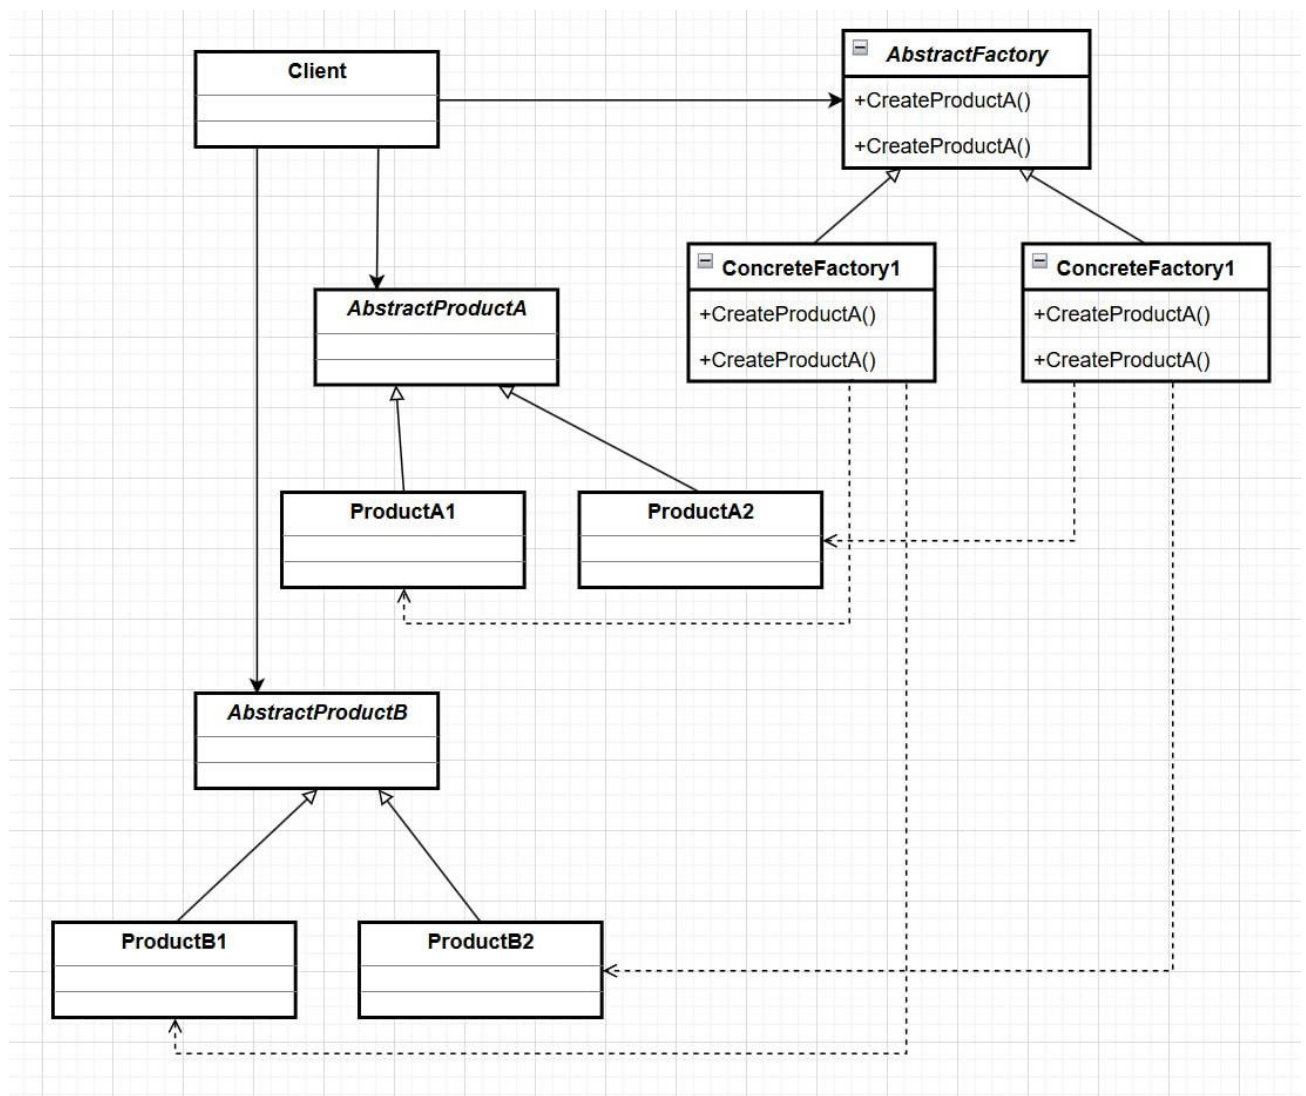 Client
AbstractFactory
+CreateProductA()
+CreateProductA()
ConcreteFactory1
+CreateProductA()
+CreateProductA()
ConcreteFactory1
+CreateProductA()
+CreateProductA()
AbstractProductA
ProductA1
ProductA2
AbstractProductB
ProductB1
ProductB2